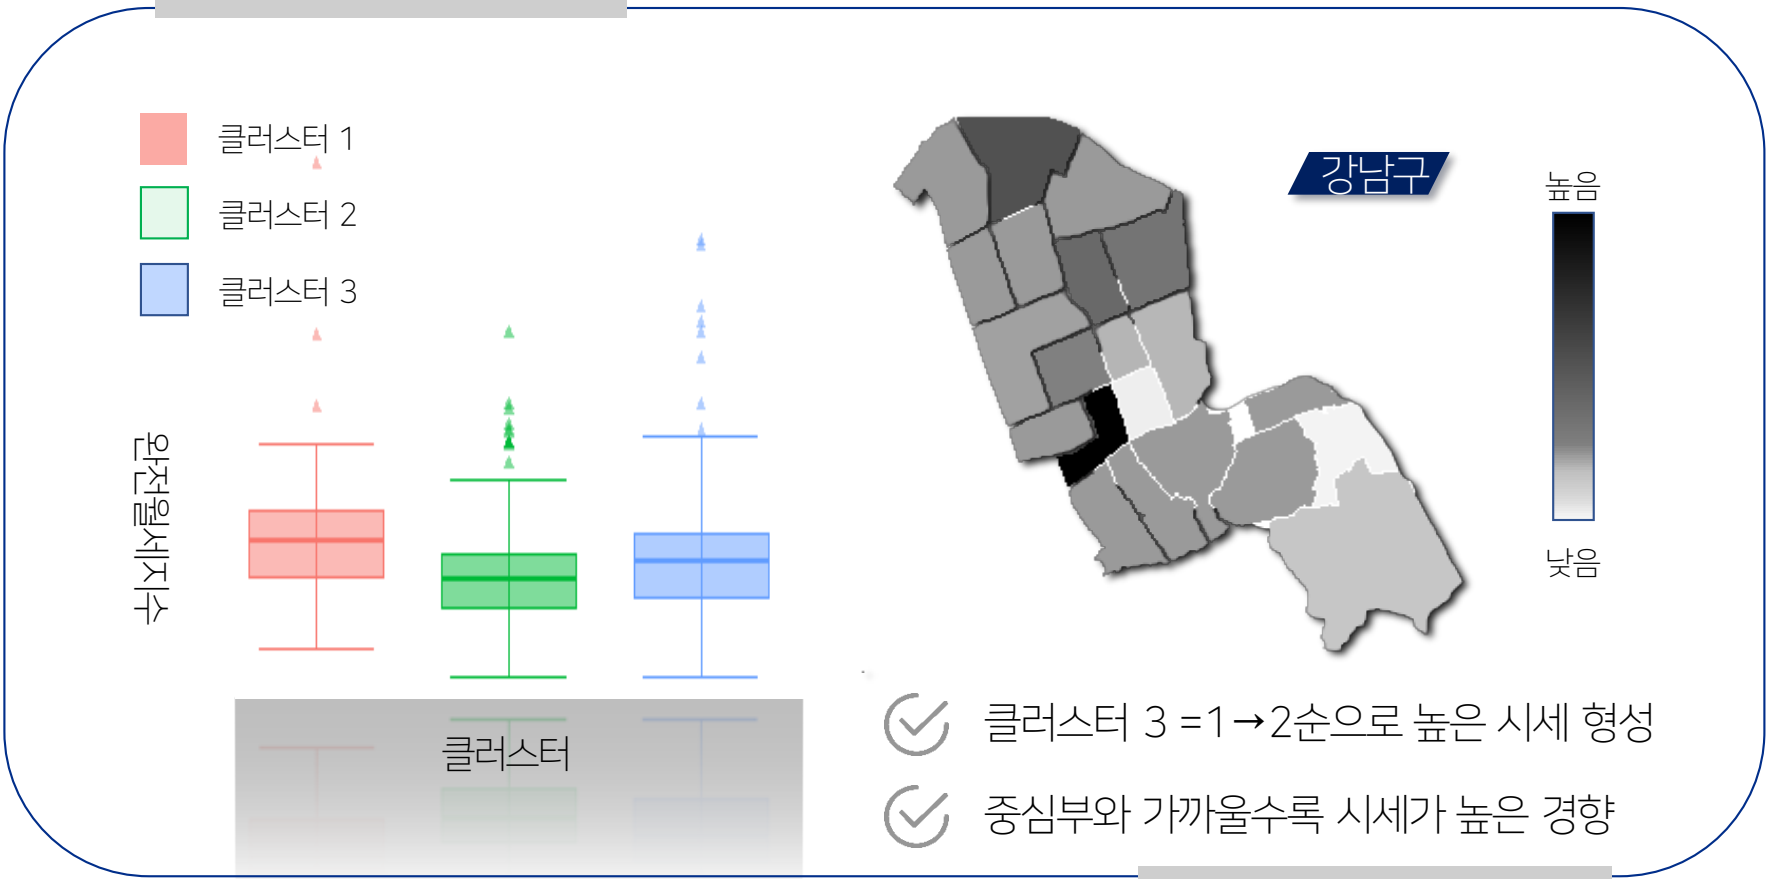 클러스터 1
클러스터 2
클러스터 3
완전월세지수
클러스터
강남구
높음
낮음
클러스터 3 =1→2순으로 높은 시세 형성
중심부와 가까울수록 시세가 높은 경향